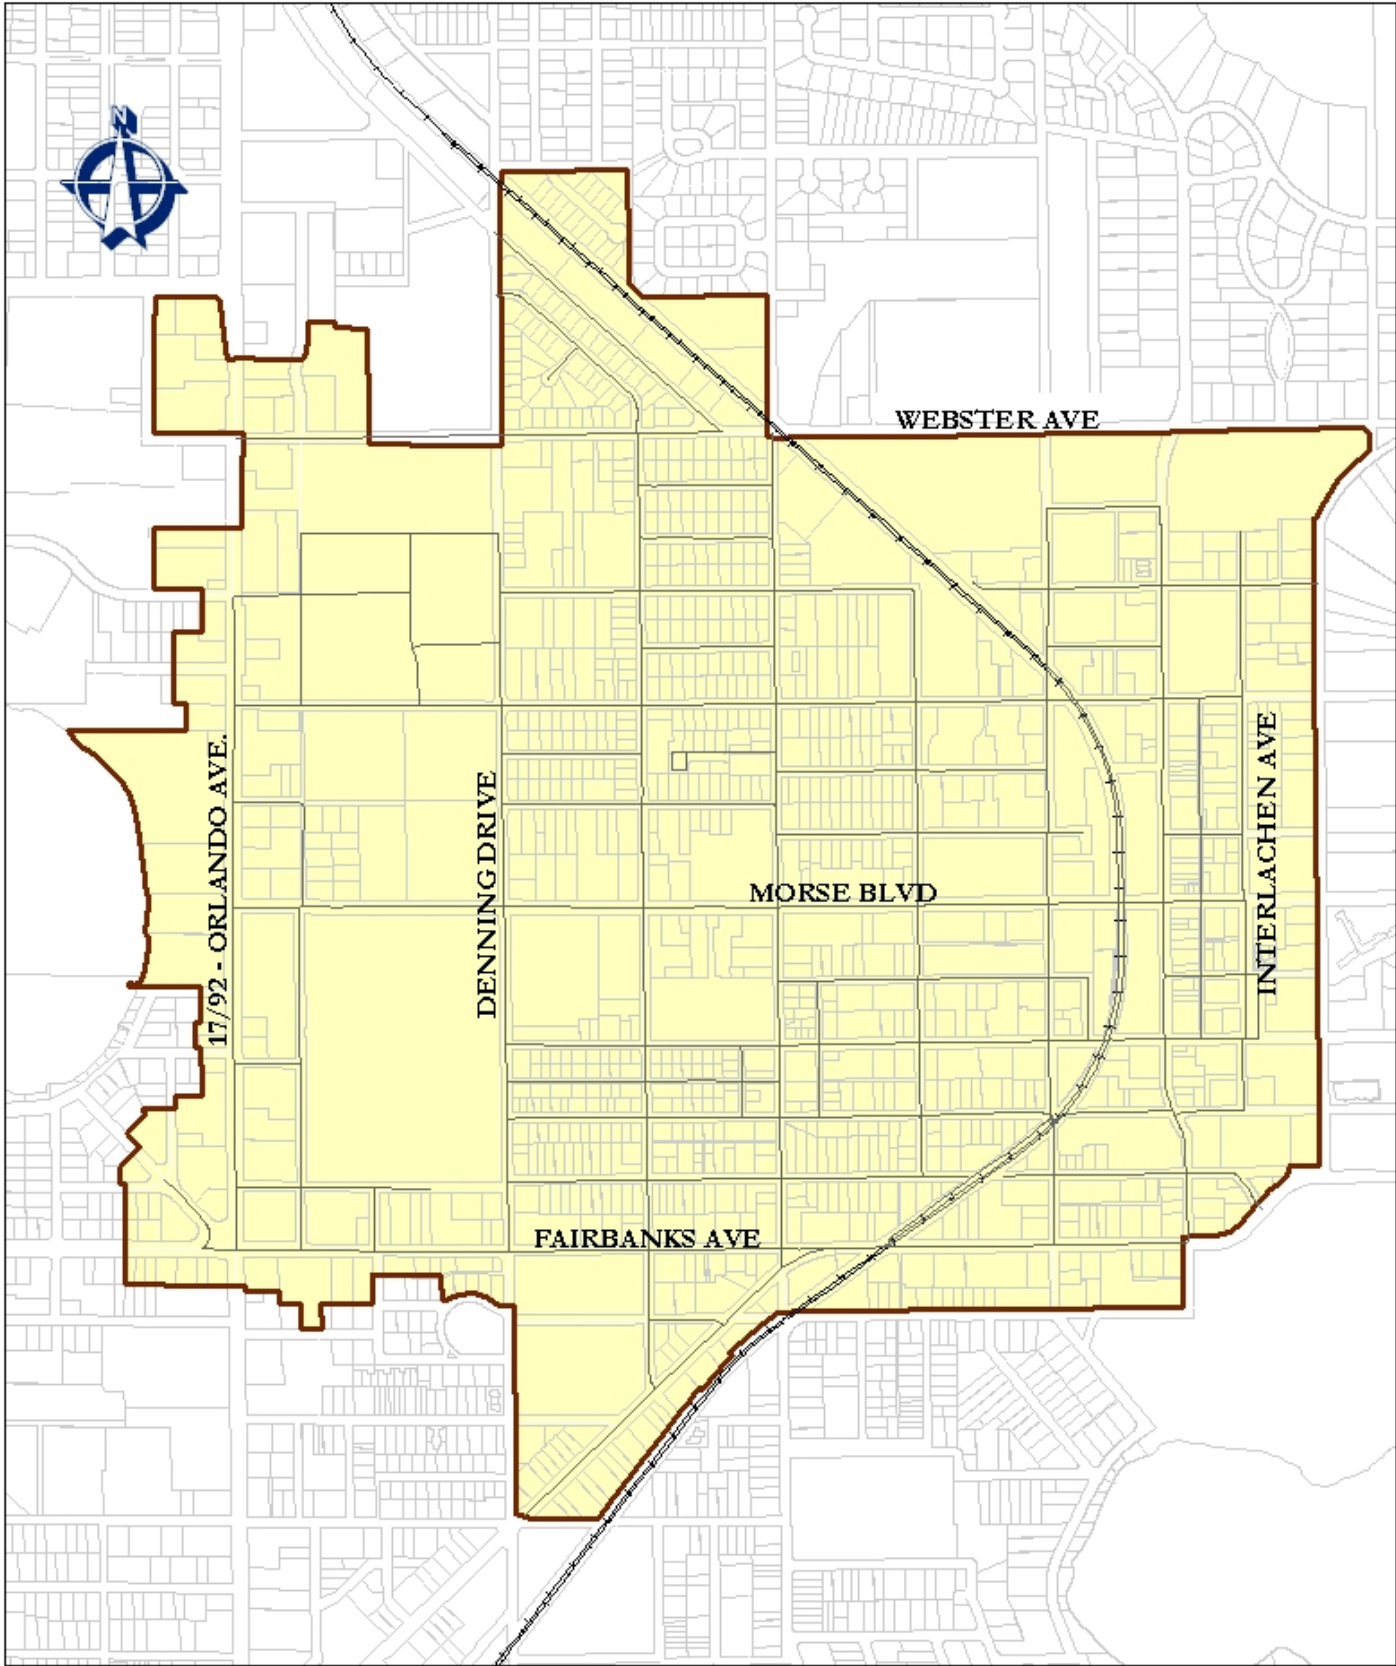 N
WEBSTER AVE
17/92 - ORLANDO AVE.
DENNING DRIVE
MORSE BLVD
INTERLACHEN AVE
FAIRBANKS AVE